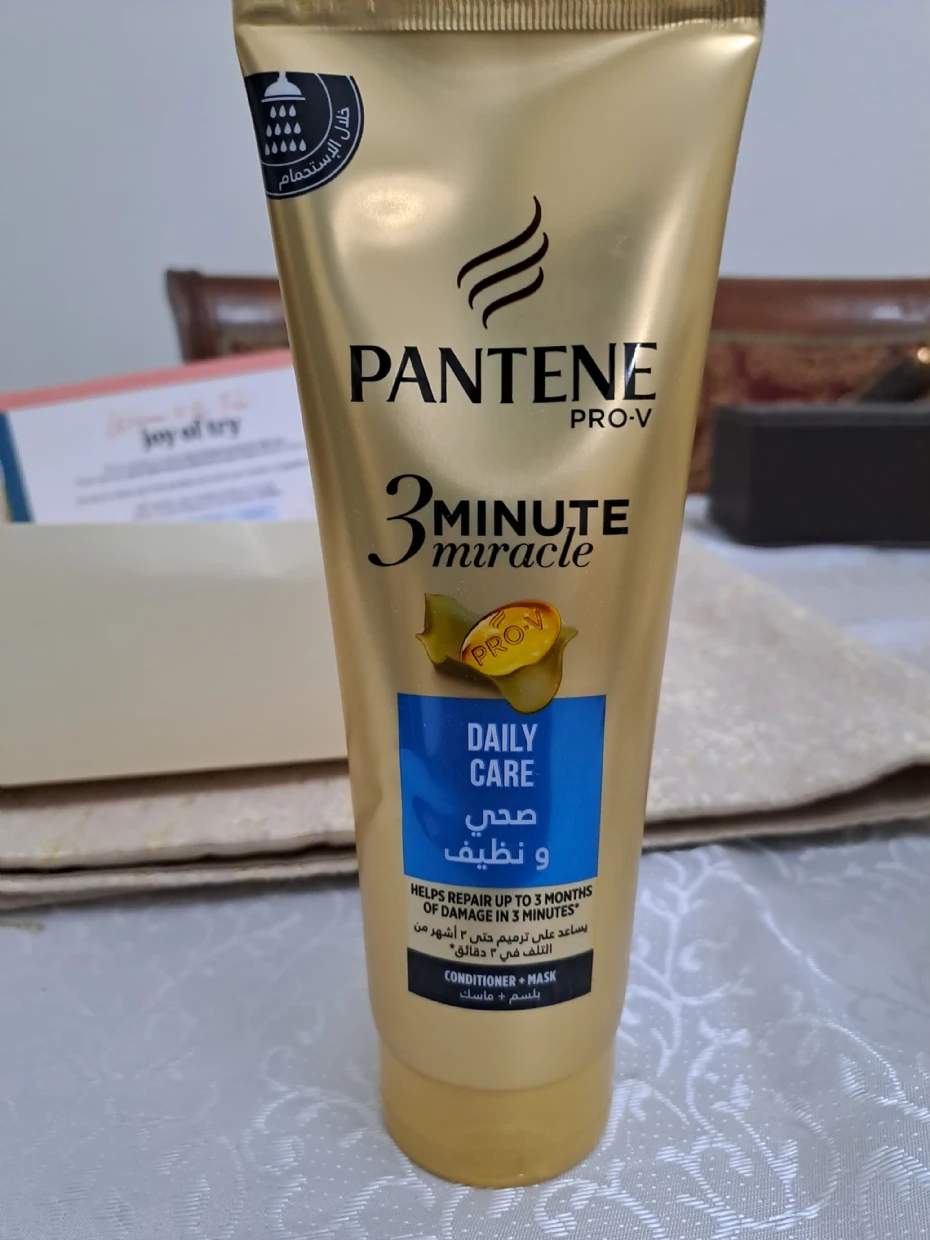 خلال الإستحمام
PANTENE
PRO-V
3 MINUTE
miracle
PRO-V
DAILY
CARE
صحي
و نظيف
HELPS REPAIR UP TO 3 MONTHS
OF DAMAGE IN 3 MINUTES*
يساعد على ترميم حتى ٣ أشهر من
التلف في ٣ دقائق*
CONDITIONER + MASK
بلسم + ماسك
joy of try